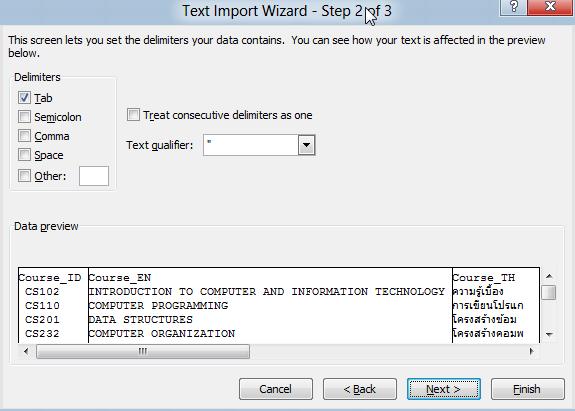 Text Import Wizard - Step 2 of 3
This screen lets you set the delimiters your data contains. You can see how your text is affected in the preview
below.
Delimiters
Tab
Semicolon
Comma
Space
Other:
Treat consecutive delimiters as one
Text qualifier: "
Data preview
Course_ID Course_EN Course_TH
CS102 INTRODUCTION TO COMPUTER AND INFORMATION TECHNOLOGY ความรู้เบื้อง
CS110 COMPUTER PROGRAMMING การเขียนโปรแก
CS201 DATA STRUCTURES โครงสร้างข้อม
CS232 COMPUTER ORGANIZATION โครงสร้างคอมพ
Cancel < Back Next > Finish